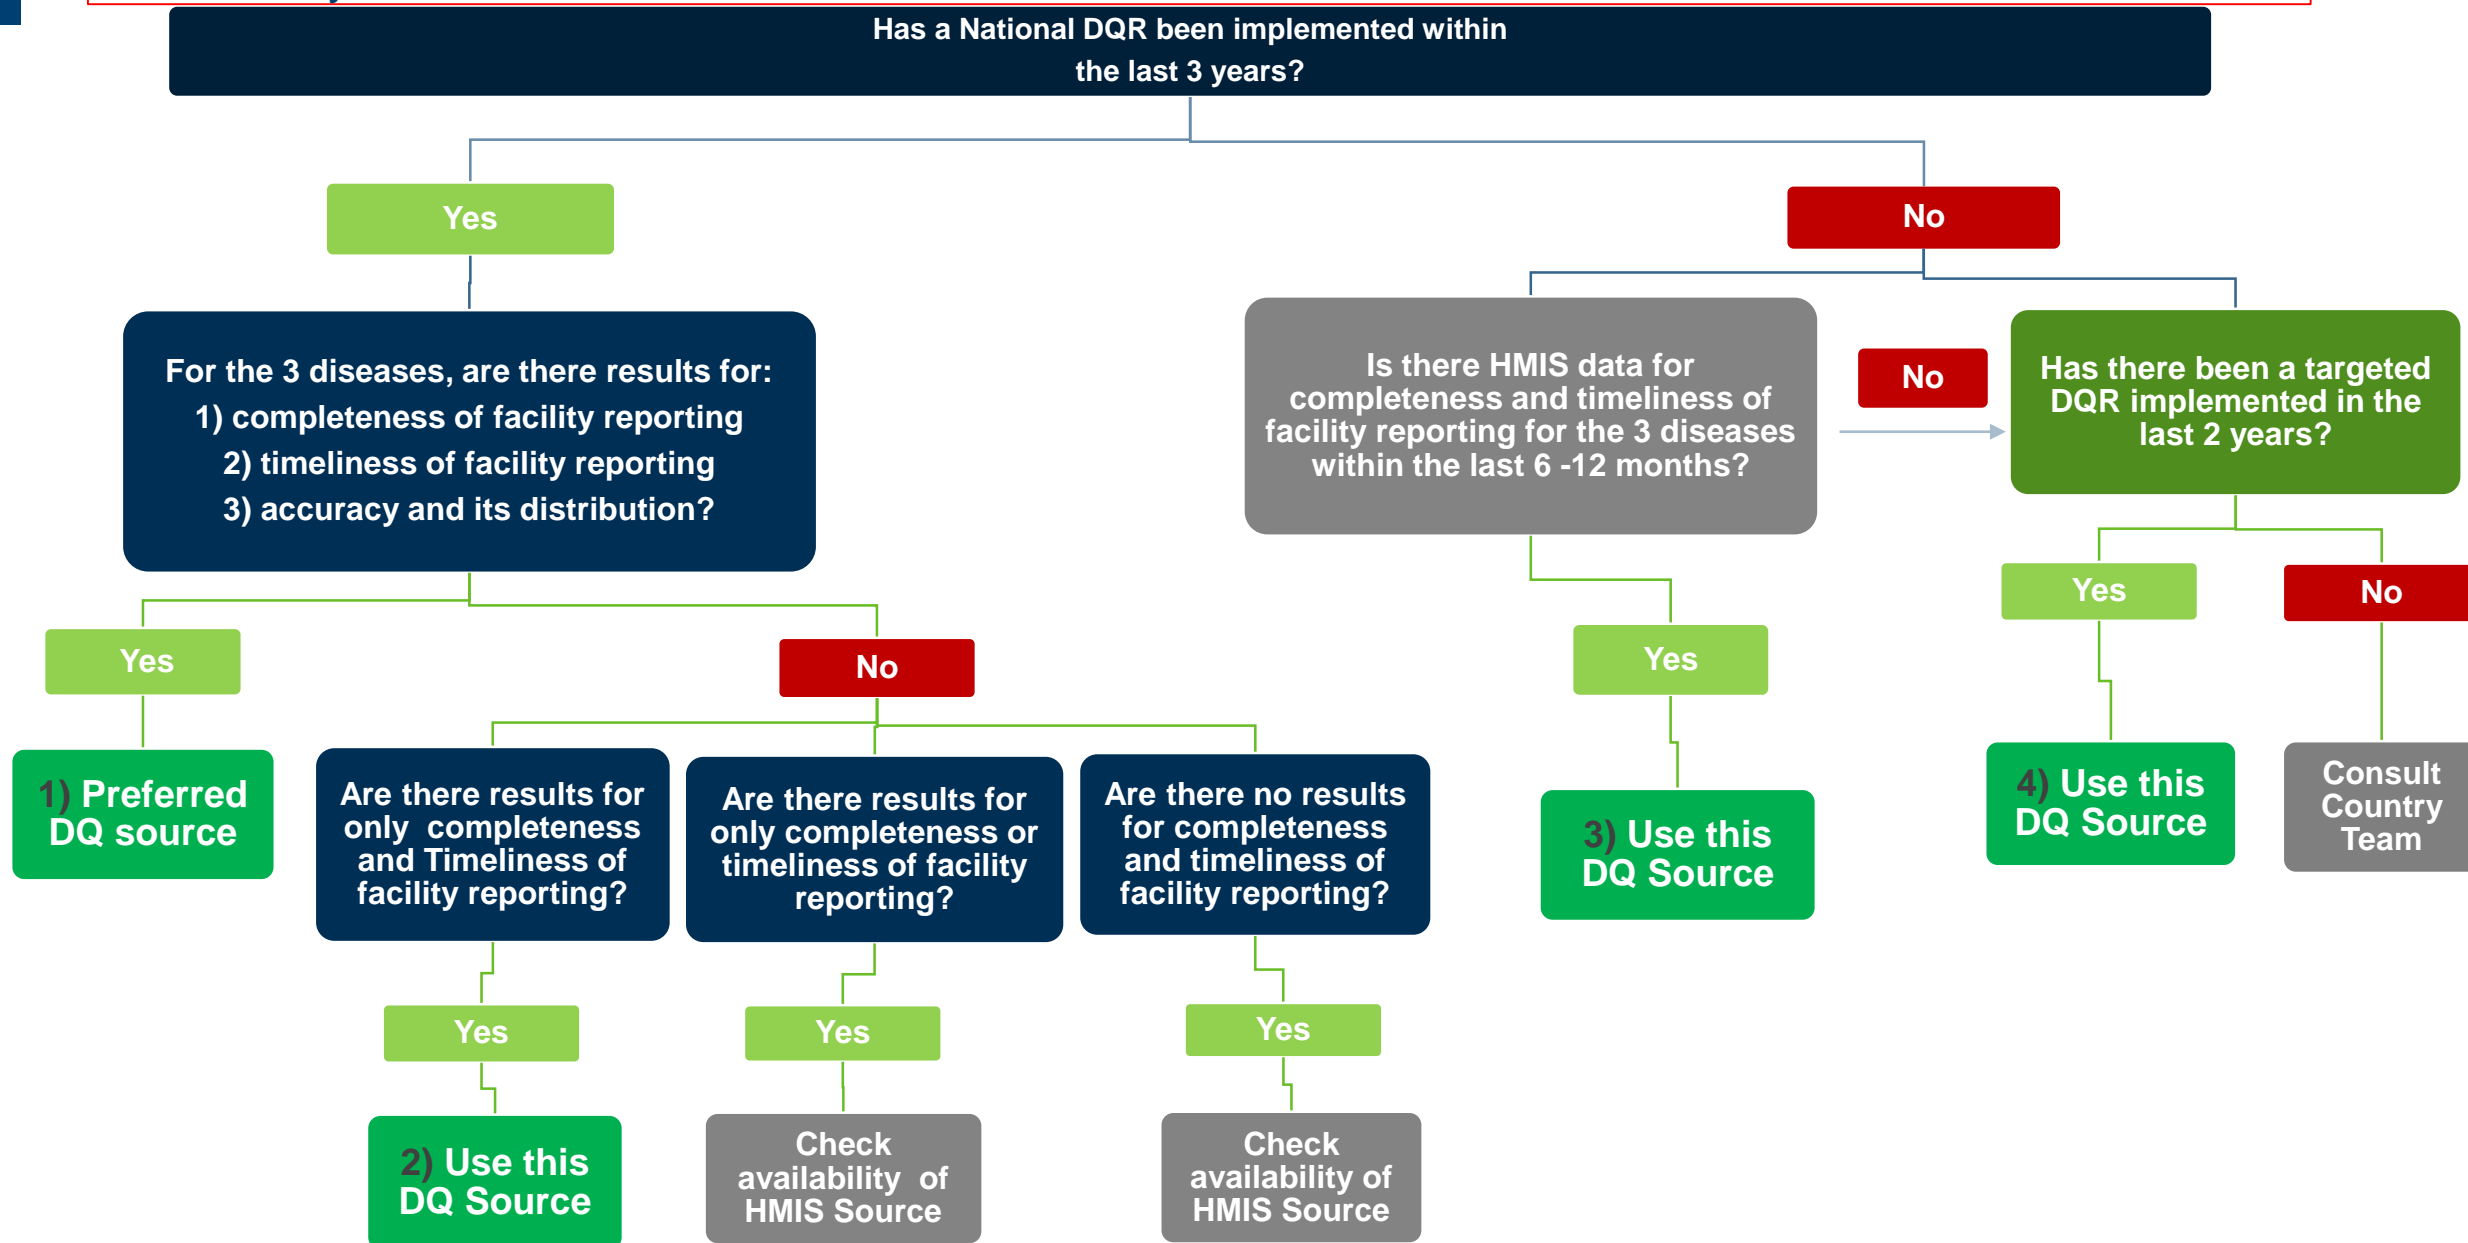 Has a National DQR been implemented within
the last 3 years?
Yes
No
For the 3 diseases, are there results for:
1) completeness of facility reporting
2) timeliness of facility reporting
3) accuracy and its distribution?
Is there HMIS data for
completeness and timeliness of
facility reporting for the 3 diseases
within the last 6 -12 months?
No
Has there been a targeted
DQR implemented in the
last 2 years?
Yes
No
Yes
Yes
No
1) Preferred
DQ source
Are there results for
only completeness
and Timeliness of
facility reporting?
Are there results for
only completeness or
timeliness of facility
reporting?
Are there no results
for completeness
and timeliness of
facility reporting?
3) Use this
DQ Source
4) Use this
DQ Source
Consult
Country
Team
Yes
Yes
Yes
2) Use this
DQ Source
Check
availability of
HMIS Source
Check
availability of
HMIS Source